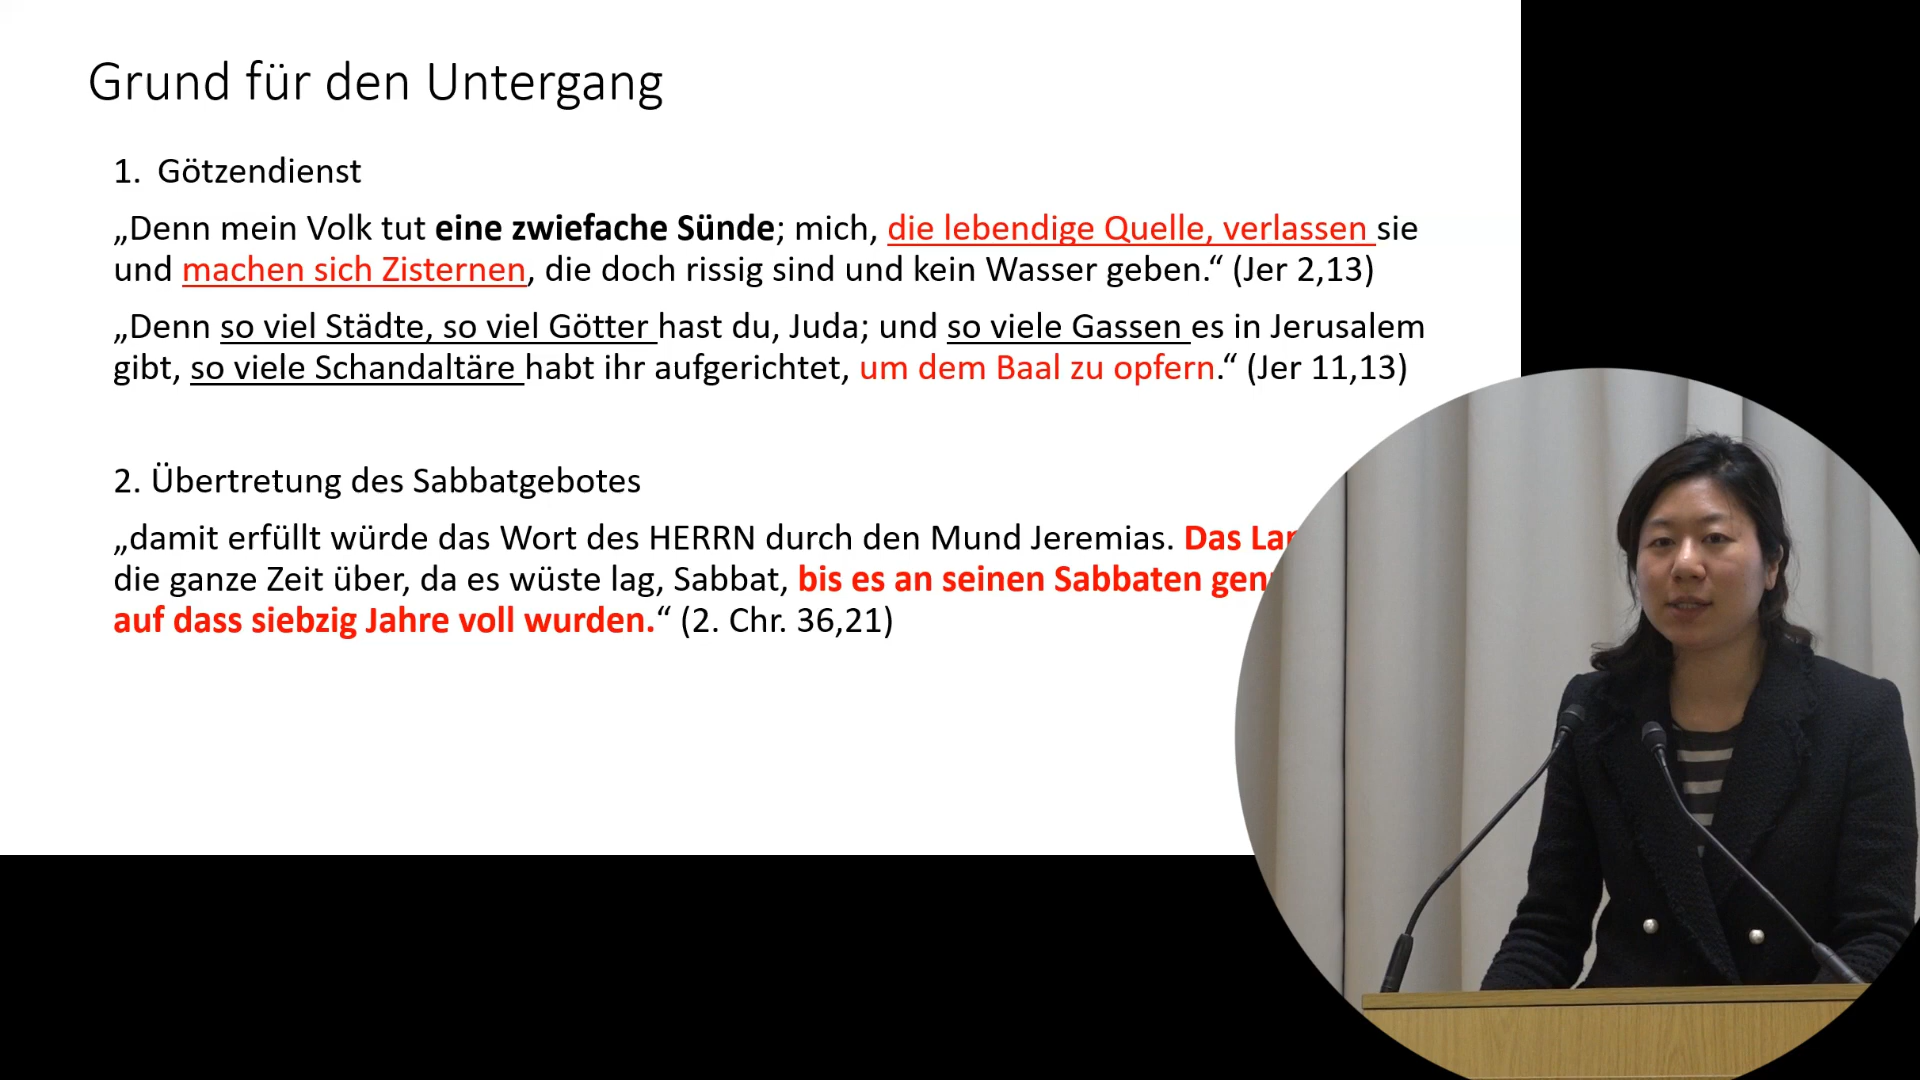 Grund für den Untergang
1. Götzendienst
„Denn mein Volk tut eine zwiefache Sünde; mich, die lebendige Quelle, verlassen sie
und machen sich Zisternen, die doch rissig sind und kein Wasser geben.“ (Jer 2,13)
„Denn so viel Städte, so viel Götter hast du, Juda; und so viele Gassen es in Jerusalem
gibt, so viele Schandaltäre habt ihr aufgerichtet, um dem Baal zu opfern.“ (Jer 11,13)
2. Übertretung des Sabbatgebotes
„damit erfüllt würde das Wort des HERRN durch den Mund Jeremias. Das
die ganze Zeit über, da es wüste lag, Sabbat, bis es an seinen Sabbaten
auf dass siebzig Jahre voll wurden.“ (2. Chr. 36,21)